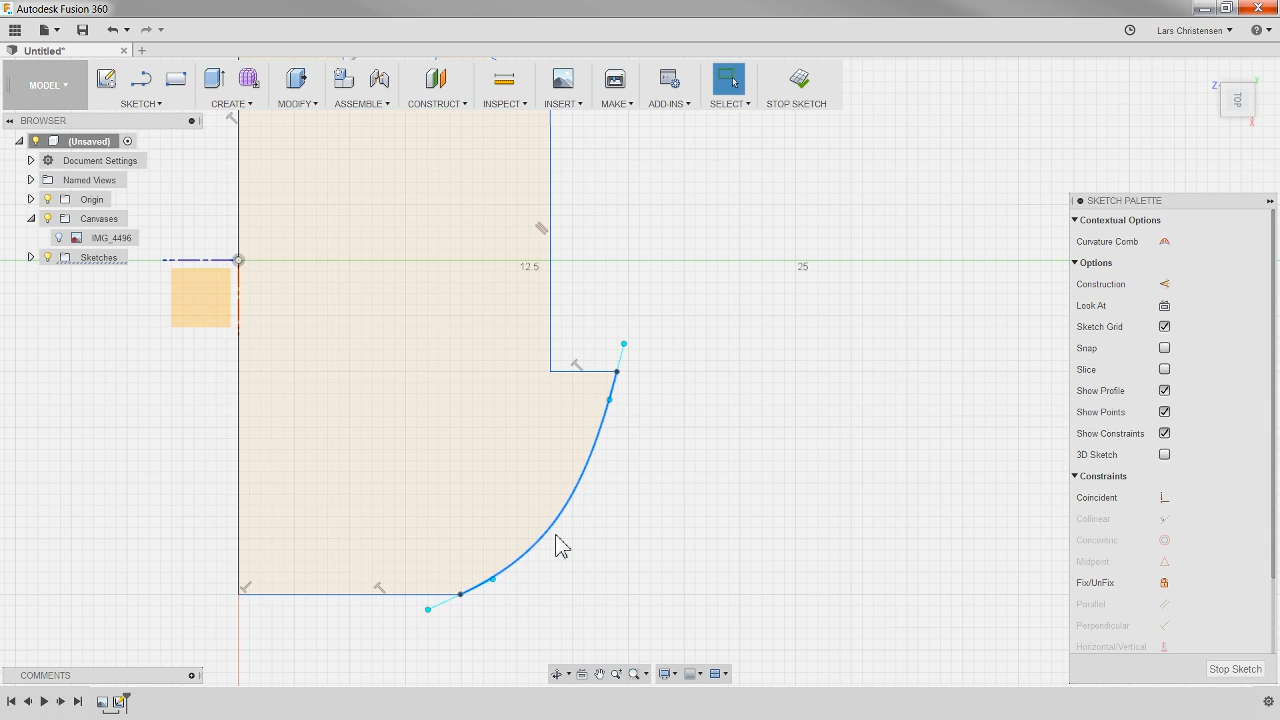 Autodesk Fusion 360
Lars Christensen
Untitled*
MODEL
SKETCH
CREATE
MODIFY
ASSEMBLE
CONSTRUCT
INSPECT
INSERT
MAKE
ADD-INS
SELECT
STOP SKETCH
BROWSER
(Unsaved)
Document Settings
Named Views
Origin
Canvases
IMG_4496
Sketches
12.5
25
Z
Y
TOP
X
SKETCH PALETTE
Contextual Options
Curvature Comb
Options
Construction
Look At
Sketch Grid
Snap
Slice
Show Profile
Show Points
Show Constraints
3D Sketch
Constraints
Coincident
Collinear
Concentric
Midpoint
Fix/UnFix
Parallel
Perpendicular
Horizontal/Vertical
Stop Sketch
COMMENTS